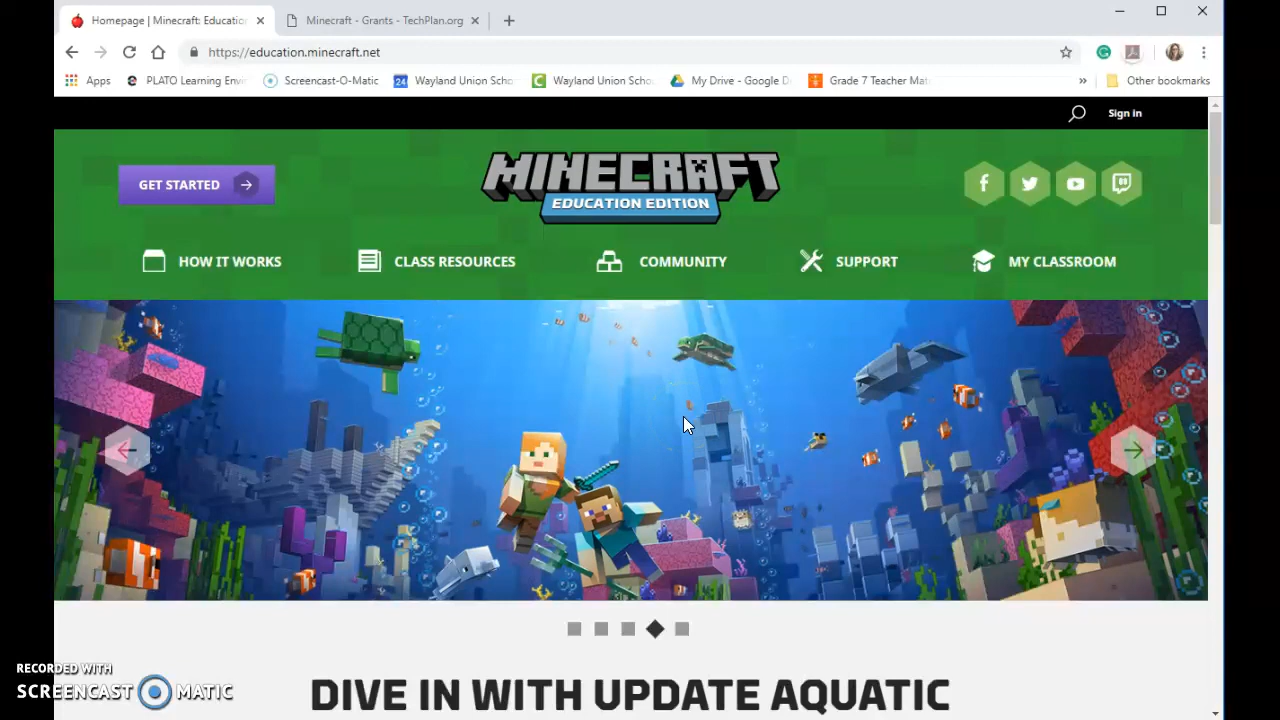 Homepage | Minecraft: Educatio
Minecraft - Grants - TechPlan.org
https://education.minecraft.net
Apps
PLATO Learning Envi
Screencast-O-Matic
24
Wayland Union Scho
Wayland Union Scho
My Drive - Google D
Grade 7 Teacher Mat
Other bookmarks
Sign in
GET STARTED
MINECRAFT
EDUCATION EDITION
HOW IT WORKS
CLASS RESOURCES
COMMUNITY
SUPPORT
MY CLASSROOM
RECORDED WITH
SCREENCAST MATIC
DIVE IN WITH UPDATE AQUATIC